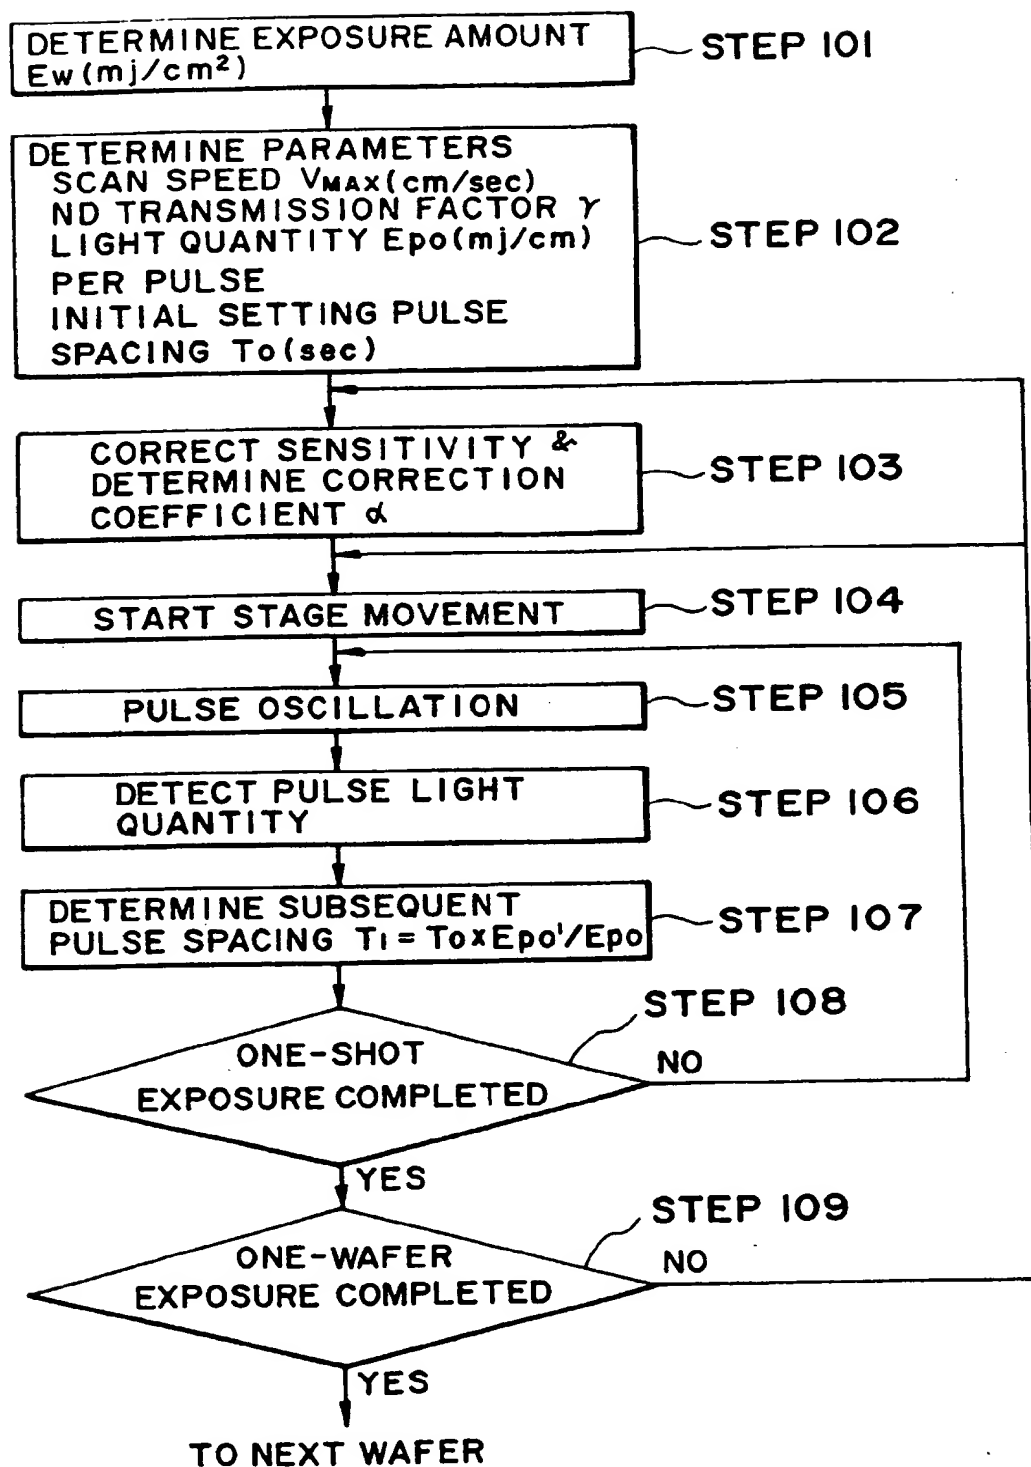 DETERMINE EXPOSURE AMOUNT
Ew(mj/cm²)
STEP 101
DETERMINE PARAMETERS
SCAN SPEED VMAX(cm/sec)
ND TRANSMISSION FACTOR γ
LIGHT QUANTITY Epo(mj/cm)
PER PULSE
INITIAL SETTING PULSE
SPACING To(sec)
STEP 102
CORRECT SENSITIVITY &
DETERMINE CORRECTION
COEFFICIENT α
STEP 103
START STAGE MOVEMENT
STEP 104
PULSE OSCILLATION
STEP 105
DETECT PULSE LIGHT
QUANTITY
STEP 106
DETERMINE SUBSEQUENT
PULSE SPACING T1 = To x Epo'/Epo
STEP 107
STEP 108
ONE-SHOT
EXPOSURE COMPLETED
NO
YES
STEP 109
ONE-WAFER
EXPOSURE COMPLETED
NO
YES
TO NEXT WAFER